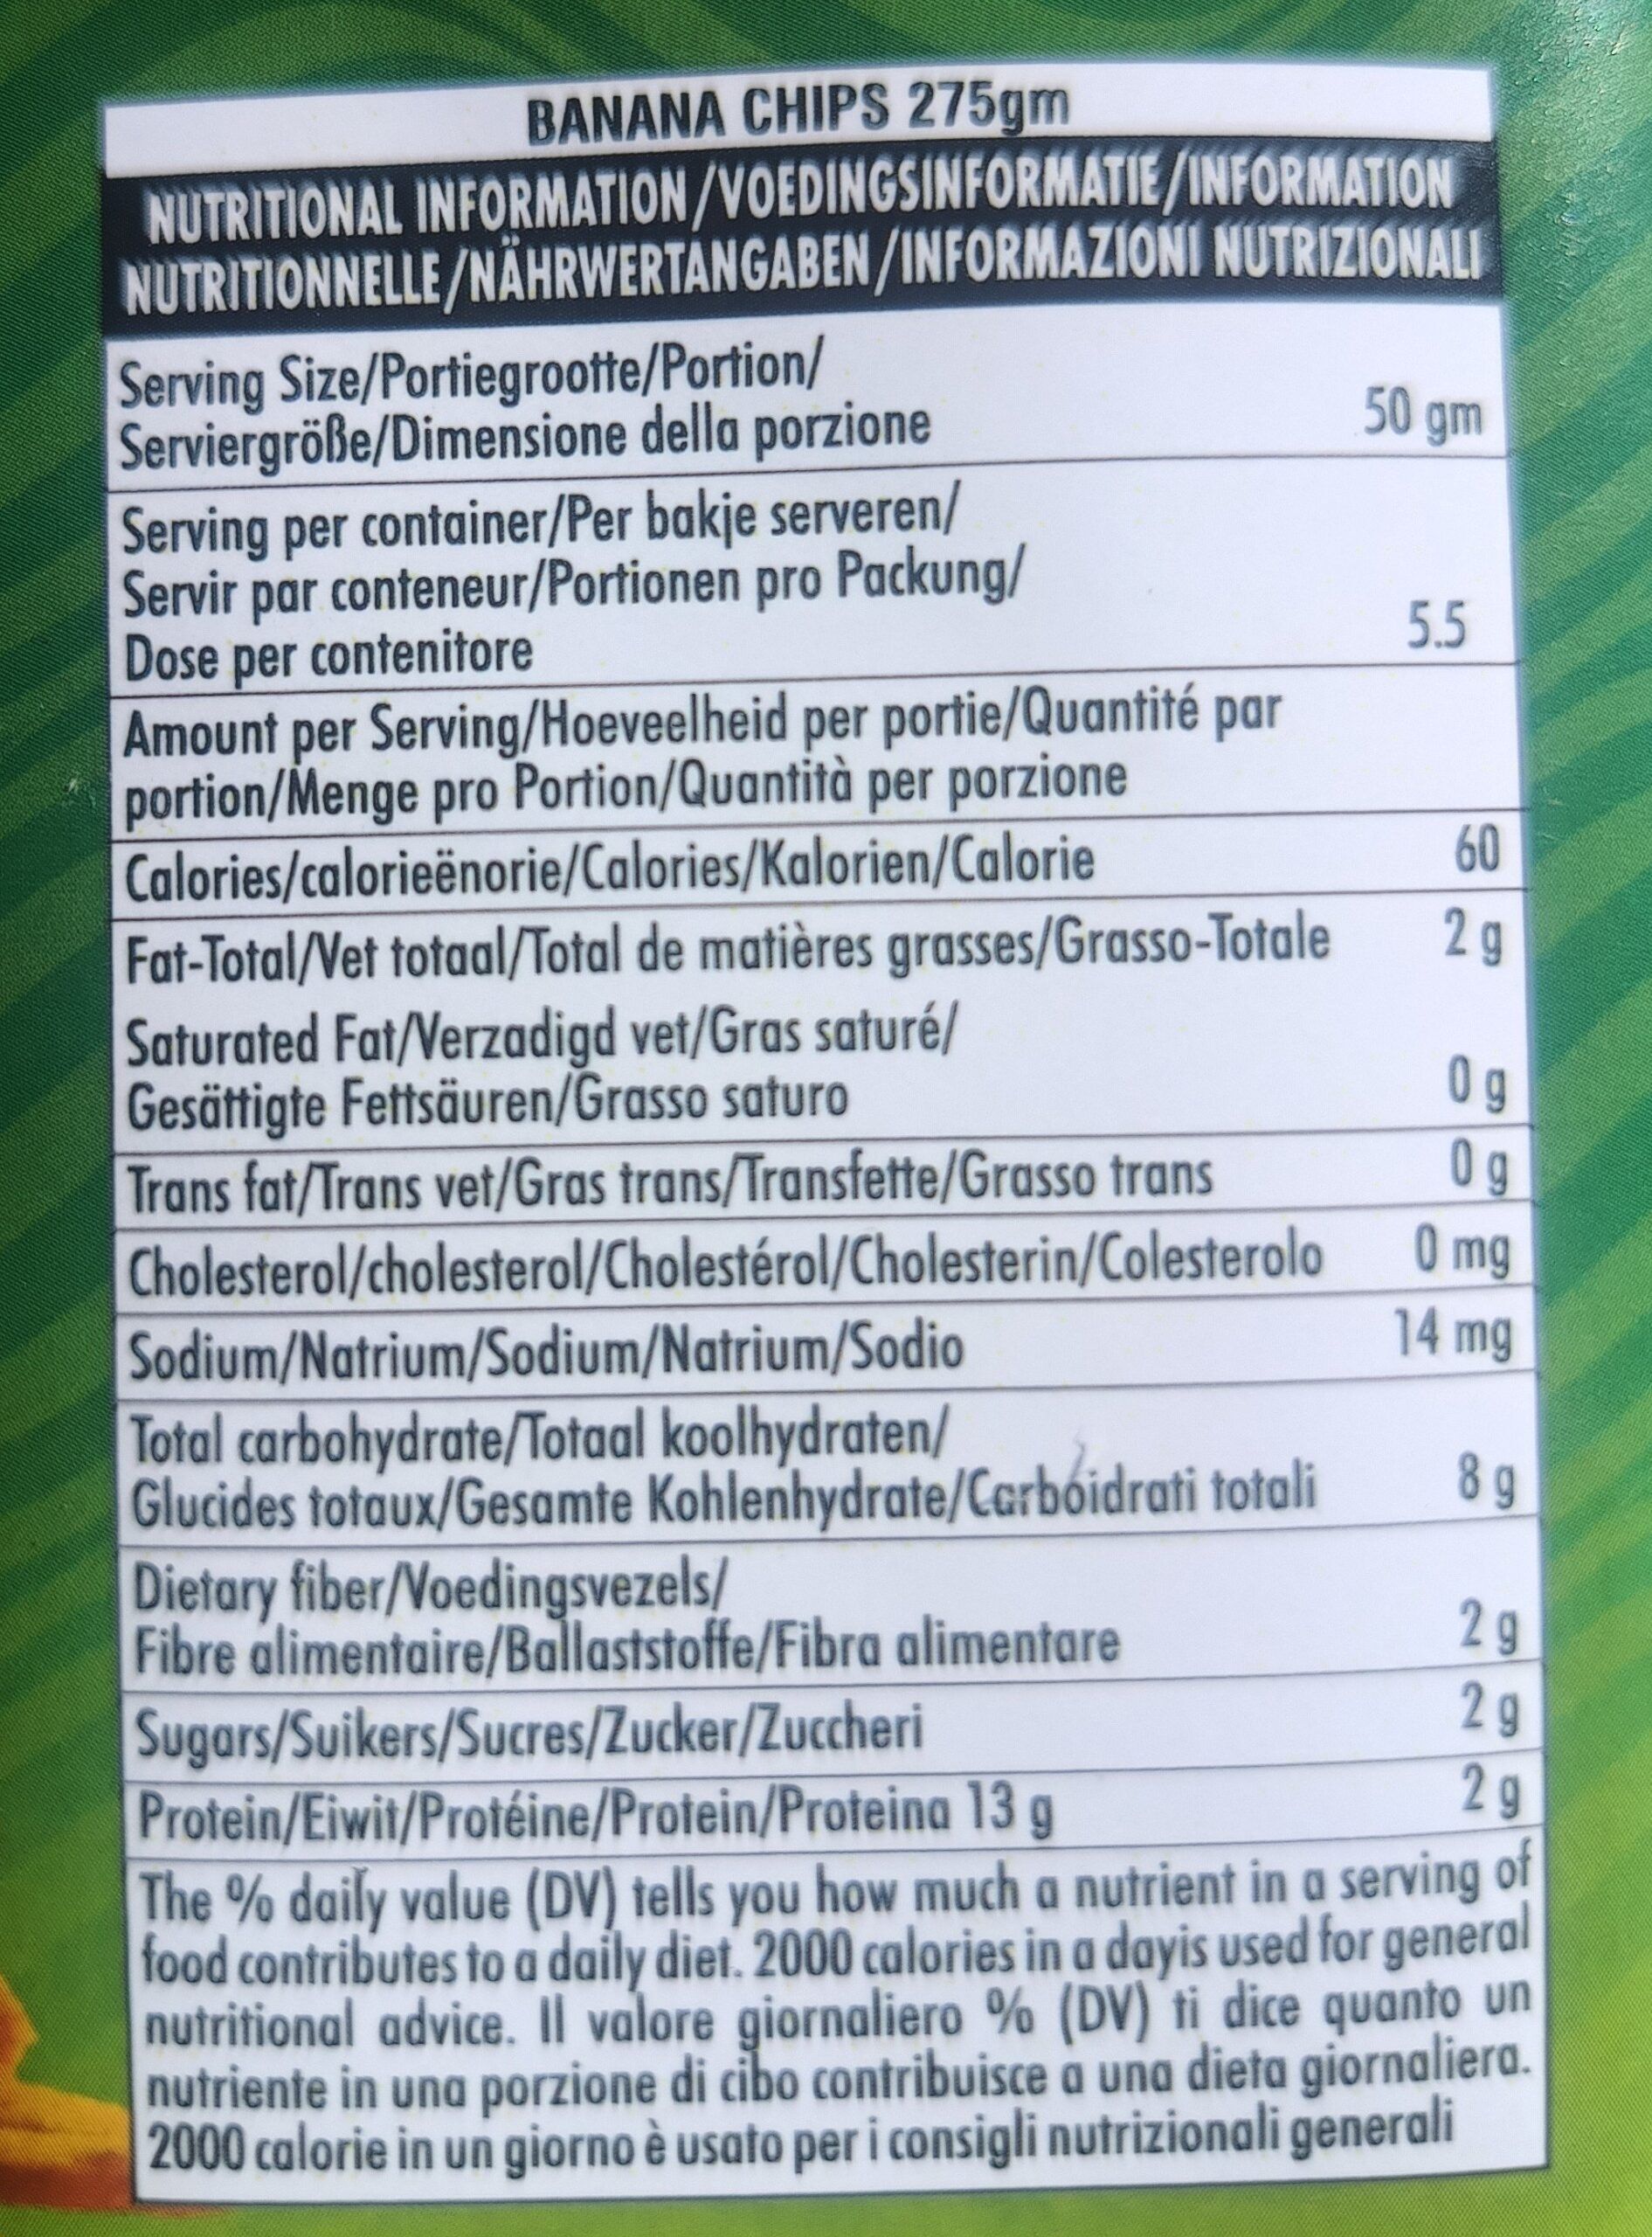 BANANA CHIPS 275gm
NUTRITIONAL INFORMATION/VOEDINGSINFORMATIE/INFORMATION
NUTRITIONNELLE/NÄHRWERTANGABEN/INFORMAZIONI NUTRIZIONALI
Serving Size/Portiegrootte/Portion/
Serviergröße/Dimensione della porzione 50 gm
Serving per container/Per bakje serveren/
Servir par conteneur/Portionen pro Packung/
Dose per contenitore 5.5
Amount per Serving/Hoeveelheid per portie/Quantité par
portion/Menge pro Portion/Quantità per porzione
Calories/calorieënorie/Calories/Kalorien/Calorie 60
Fat-Total/Vet totaal/Total de matières grasses/Grasso-Totale 2 g
Saturated Fat/Verzadigd vet/Gras saturé/
Gesättigte Fettsäuren/Grasso saturo 0 g
Trans fat/Trans vet/Gras trans/Transfette/Grasso trans 0 g
Cholesterol/cholesterol/Cholestérol/Cholesterin/Colesterolo 0 mg
Sodium/Natrium/Sodium/Natrium/Sodio 14 mg
Total carbohydrate/Totaal koolhydraten/
Glucides totaux/Gesamte Kohlenhydrate/Carboidrati totali 8 g
Dietary fiber/Voedingsvezels/
Fibre alimentaire/Ballaststoffe/Fibra alimentare 2 g
Sugars/Suikers/Sucres/Zucker/Zuccheri 2 g
Protein/Eiwit/Protéine/Protein/Proteina 13 g 2 g
The % daily value (DV) tells you how much a nutrient in a serving of
food contributes to a daily diet. 2000 calories in a dayis used for general
nutritional advice. Il valore giornaliero % (DV) ti dice quanto un
nutriente in una porzione di cibo contribuisce a una dieta giornaliera.
2000 calorie in un giorno è usato per i consigli nutrizionali generali